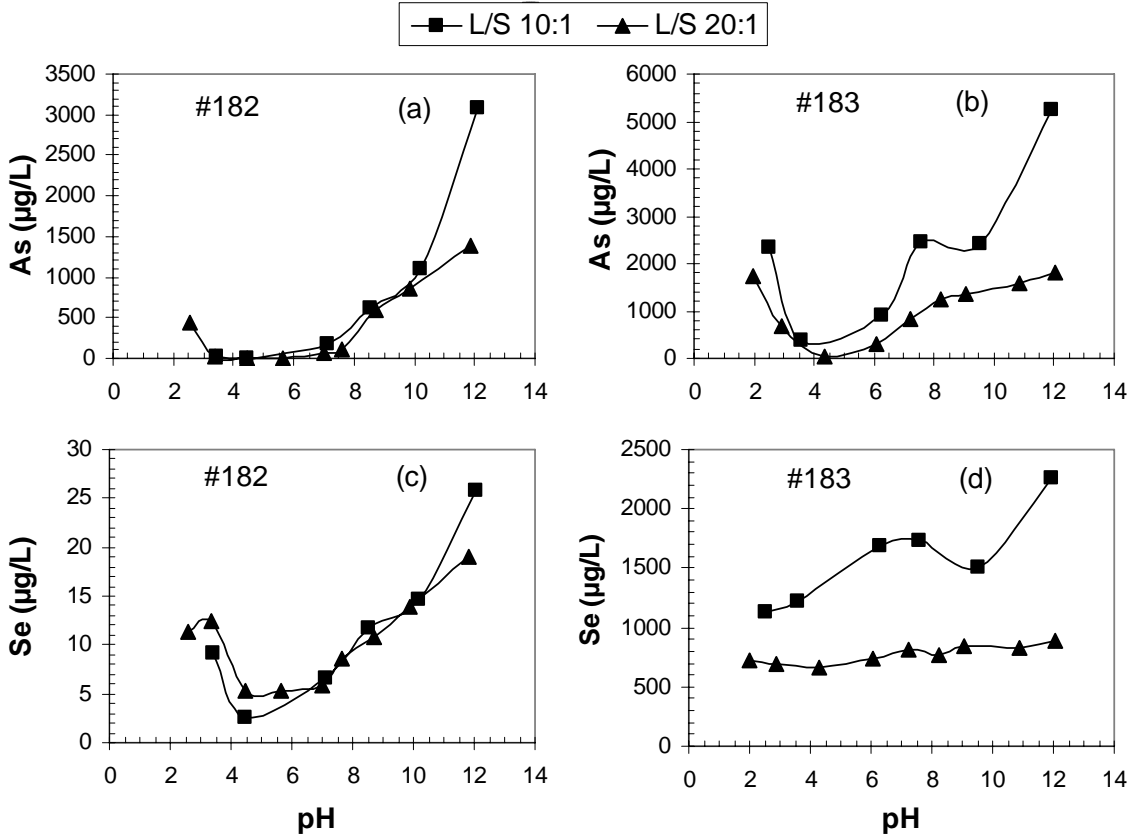 L/S 10:1 L/S 20:1
#182 (a)
3500
3000
2500
2000
1500
1000
500
0
As (µg/L)
0 2 4 6 8 10 12 14
#183 (b)
6000
5000
4000
3000
2000
1000
0
As (µg/L)
0 2 4 6 8 10 12 14
#182 (c)
30
25
20
15
10
5
0
Se (µg/L)
0 2 4 6 8 10 12 14
pH
#183 (d)
2500
2000
1500
1000
500
0
Se (µg/L)
0 2 4 6 8 10 12 14
pH